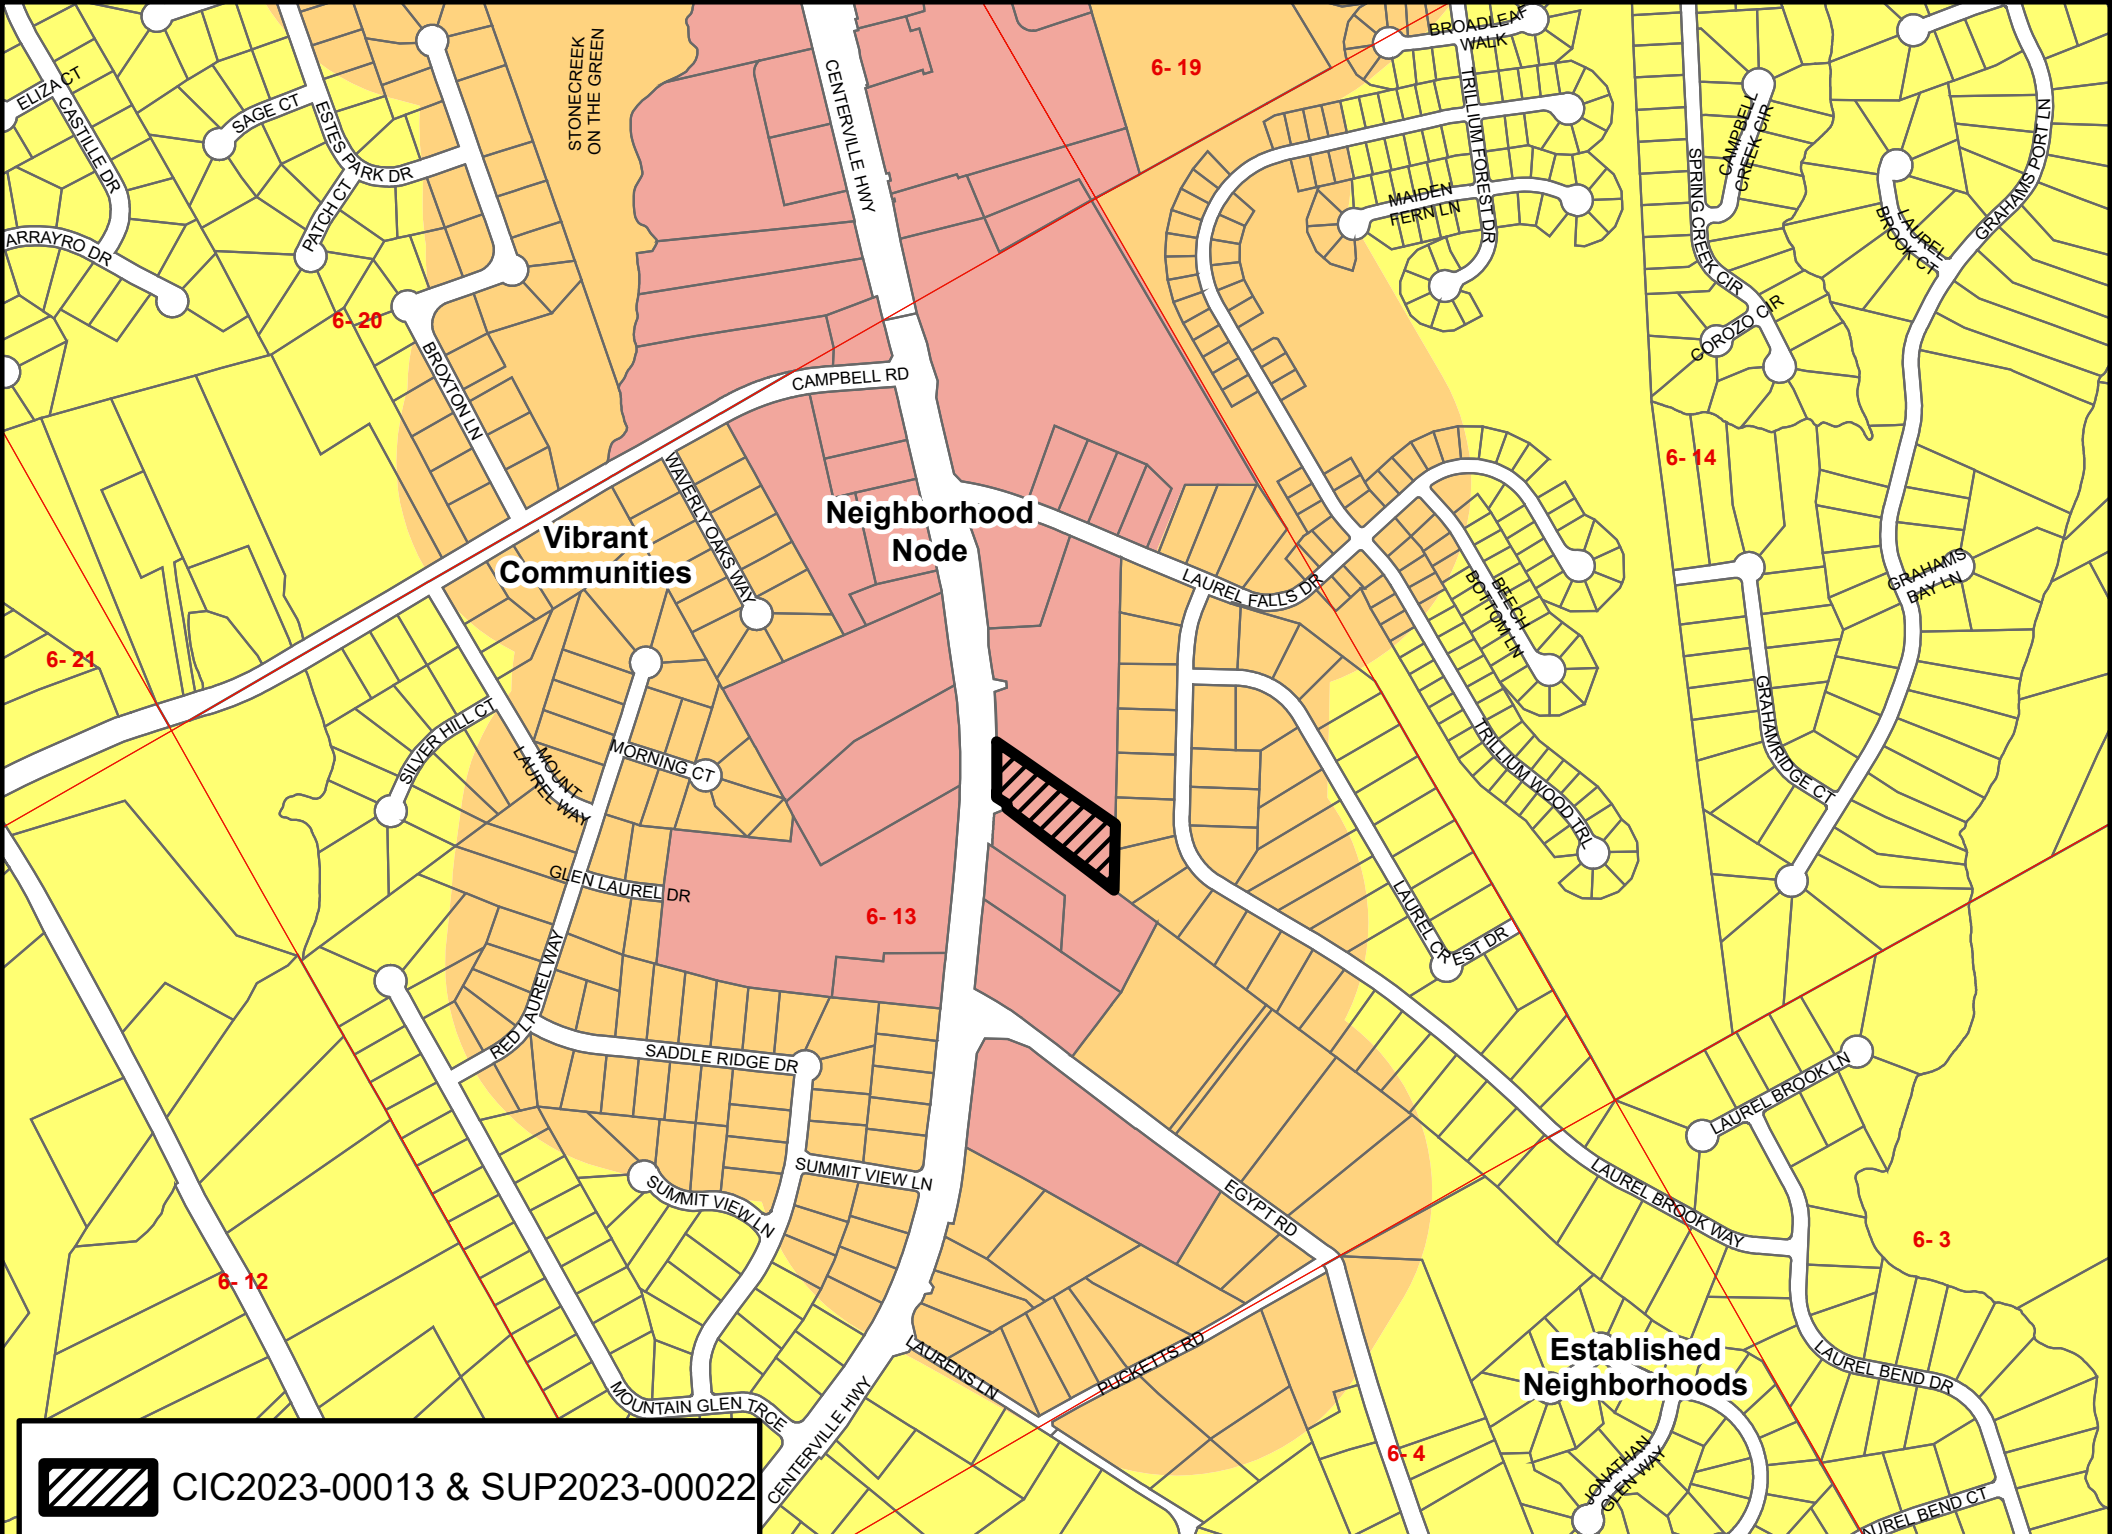 ELIZA CT
CASTILLE DR
SAGE CT
ESTES PARK DR
PATCH CT
ARRAYRO DR
STONECREEK
ON THE GREEN
CENTERVILLE HWY
6- 19
BROADLEAF
WALK
TRILLIUM FOREST DR
MAIDEN
FERN LN
SPRING CREEK CIR
CAMPBELL
CREEK CIR
LAUREL
BROOK CT
GRAHAMS PORT LN
COROZO CIR
6- 20
BROXTON LN
CAMPBELL RD
WAVERLY OAKS WAY
Vibrant
Communities
Neighborhood
Node
6- 14
LAUREL FALLS DR
BEECH
BOTTOM LN
GRAHAMS
BAY LN
6- 21
SILVER HILL CT
MOUNT
LAUREL WAY
MORNING CT
TRILLIUM WOOD TRL
GRAHAMRIDGE CT
GLEN LAUREL DR
6- 13
LAUREL CREST DR
RED LAUREL WAY
SADDLE RIDGE DR
SUMMIT VIEW LN
SUMMIT VIEW LN
EGYPT RD
LAUREL BROOK LN
LAUREL BROOK WAY
6- 3
6- 12
MOUNTAIN GLEN TRCE
CENTERVILLE HWY
LAURENS LN
PUCKETTS RD
Established
Neighborhoods
LAUREL BEND DR
6- 4
JONATHAN
GLEN WAY
LAUREL BEND CT
CIC2023-00013 & SUP2023-00022